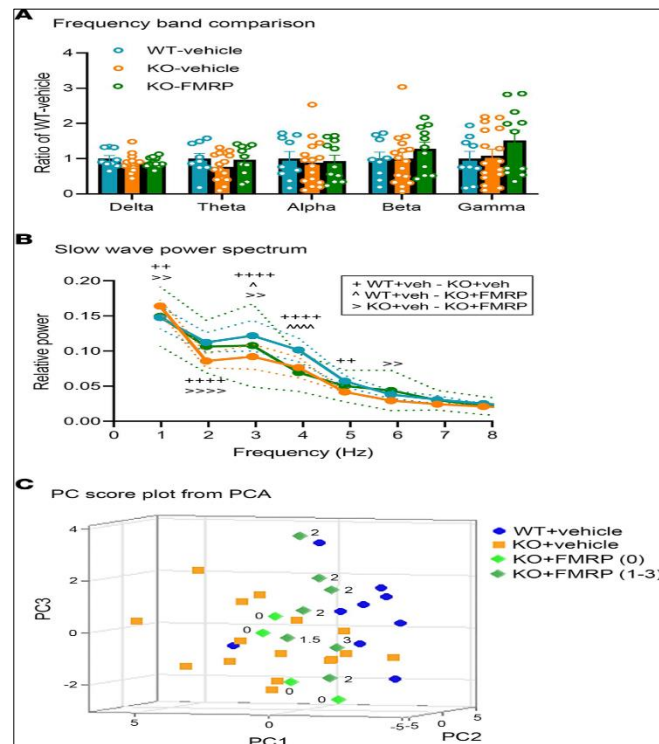 A Frequency band comparison
WT-vehicle
KO-vehicle
KO-FMRP
Ratio of WT-vehicle
4
3
2
1
0
Delta Theta Alpha Beta Gamma
B Slow wave power spectrum
++ ++++ + WT+veh - KO+veh
>> ^ ^ WT+veh - KO+FMRP
>> > KO+veh - KO+FMRP
++++
^^^^
++ >>
++++
>>>>
Relative power
0.20
0.15
0.10
0.05
0.00
0 1 2 3 4 5 6 7 8
Frequency (Hz)
C PC score plot from PCA
WT+vehicle
KO+vehicle
KO+FMRP (0)
KO+FMRP (1-3)
PC3
4
2
0
-2
2
2
2
2
0
0
1.5
3
2
0
0
5 0 -5 -5 0 5
PC1 PC2